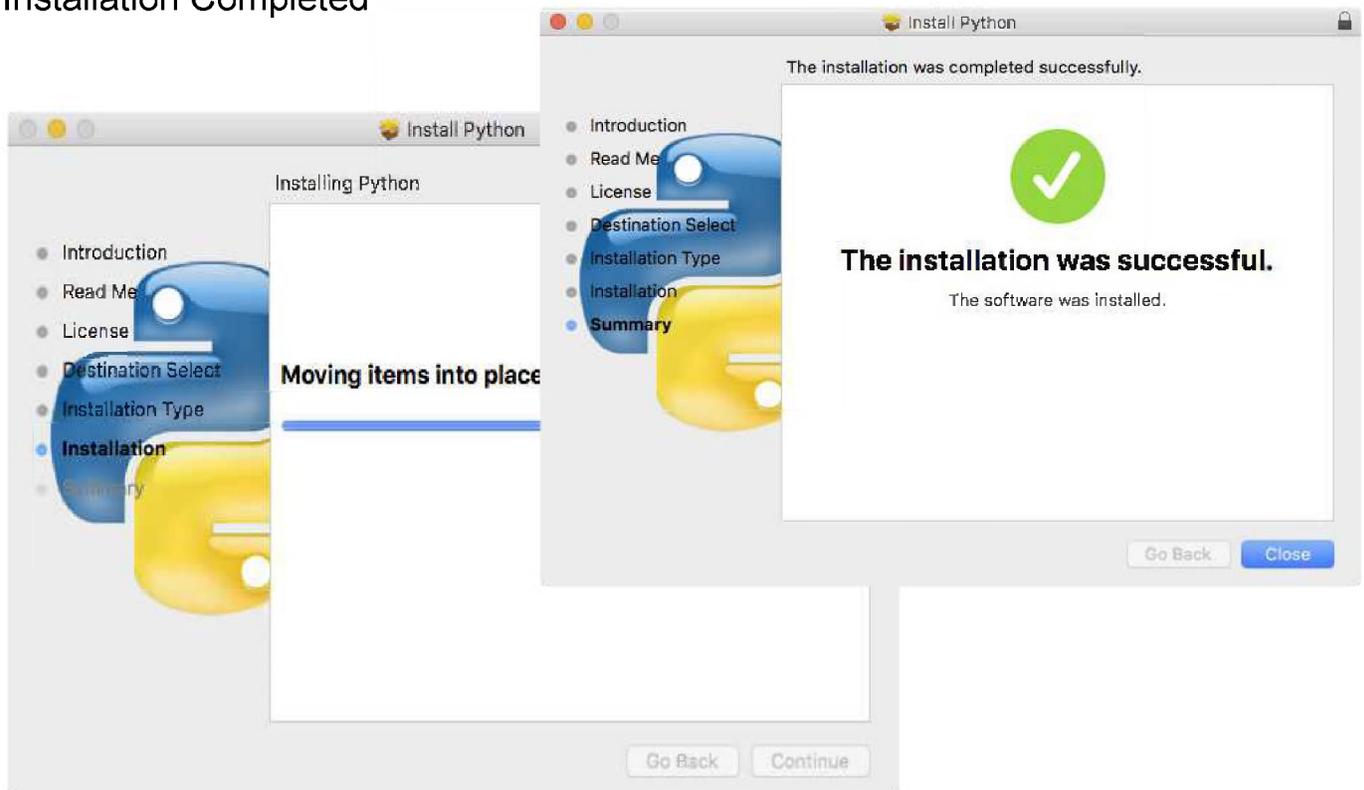 Installation Completed
Install Python
Installing Python
Introduction
Read Me
License
Destination Select
Installation Type
Installation
Summary
Moving items into place
Go Back
Continue
Install Python
The installation was completed successfully.
Introduction
Read Me
License
Destination Select
Installation Type
Installation
Summary
The installation was successful.
The software was installed.
Go Back
Close